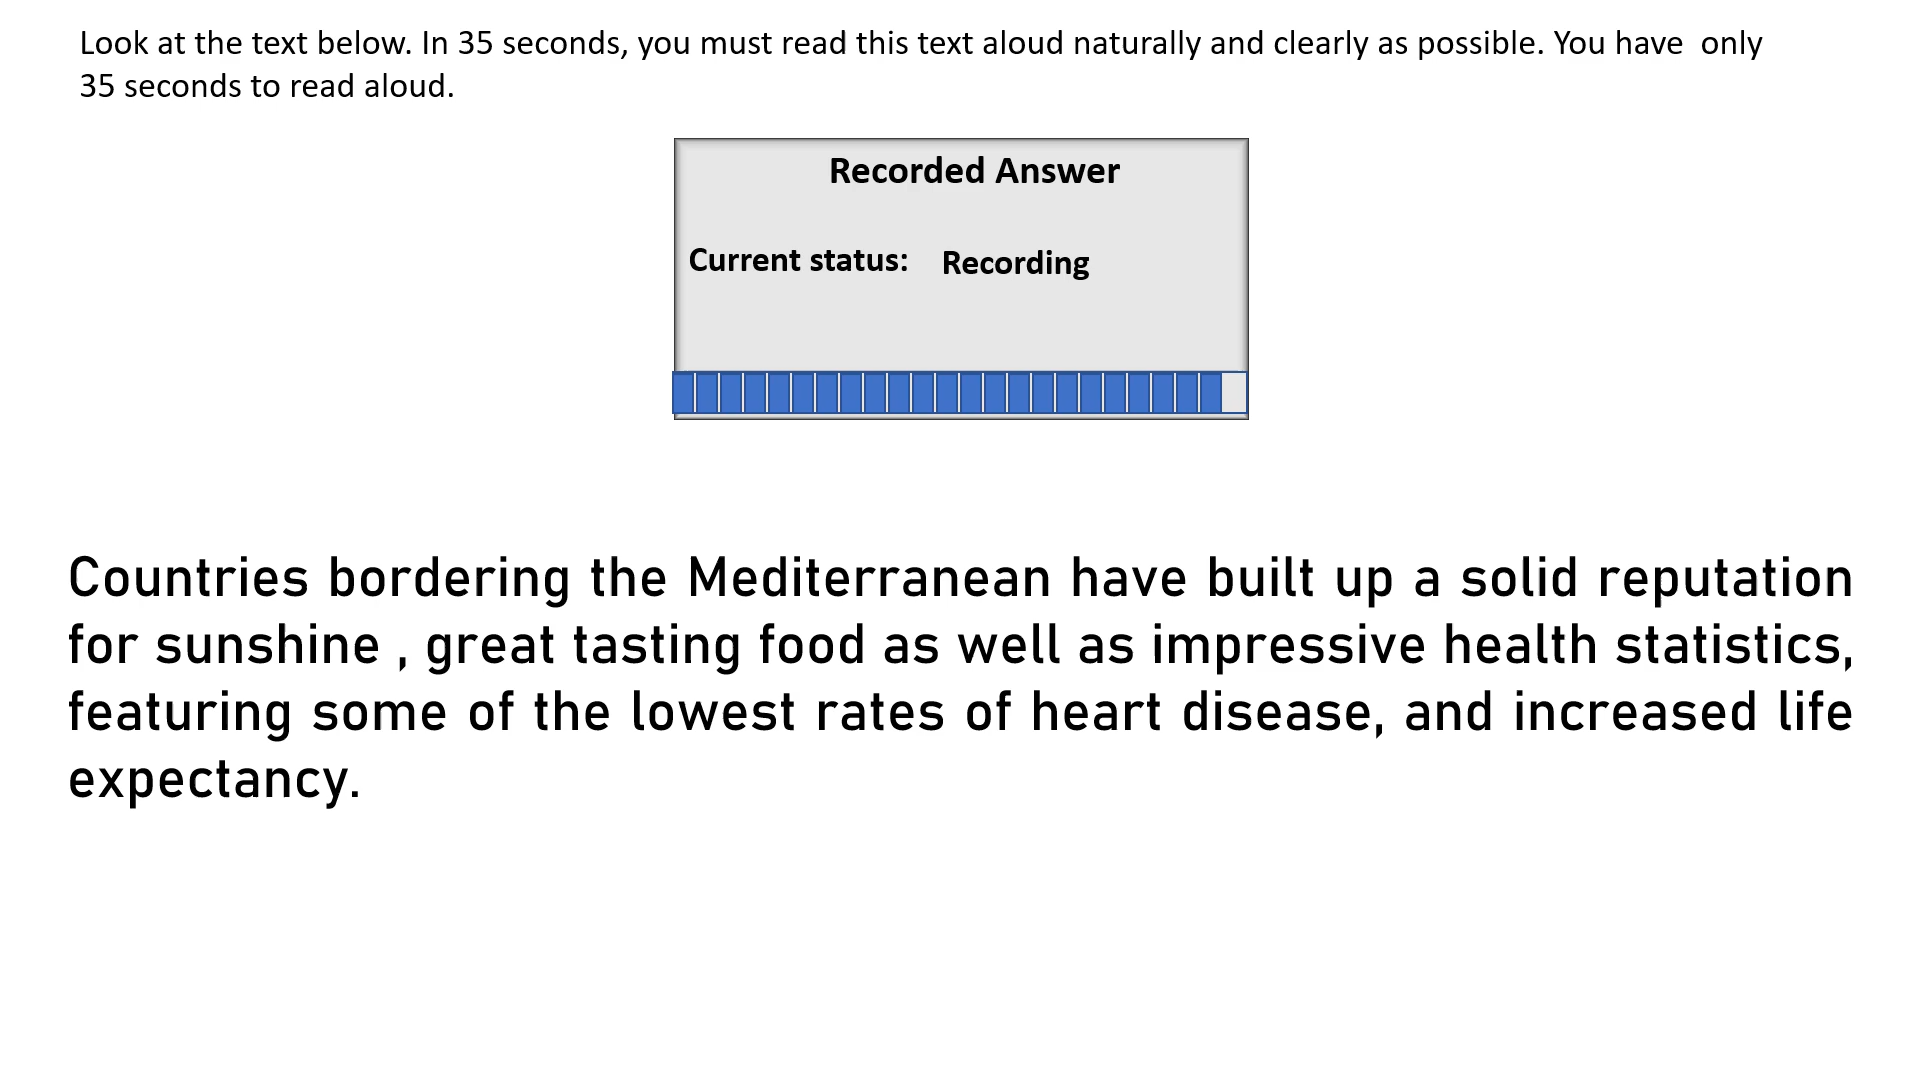 Look at the text below. In 35 seconds, you must read this text aloud naturally and clearly as possible. You have  only
35 seconds to read aloud.
Recorded Answer
Current status: Recording
Countries bordering the Mediterranean have built up a solid reputation
for sunshine , great tasting food as well as impressive health statistics,
featuring some of the lowest rates of heart disease, and increased life
expectancy.